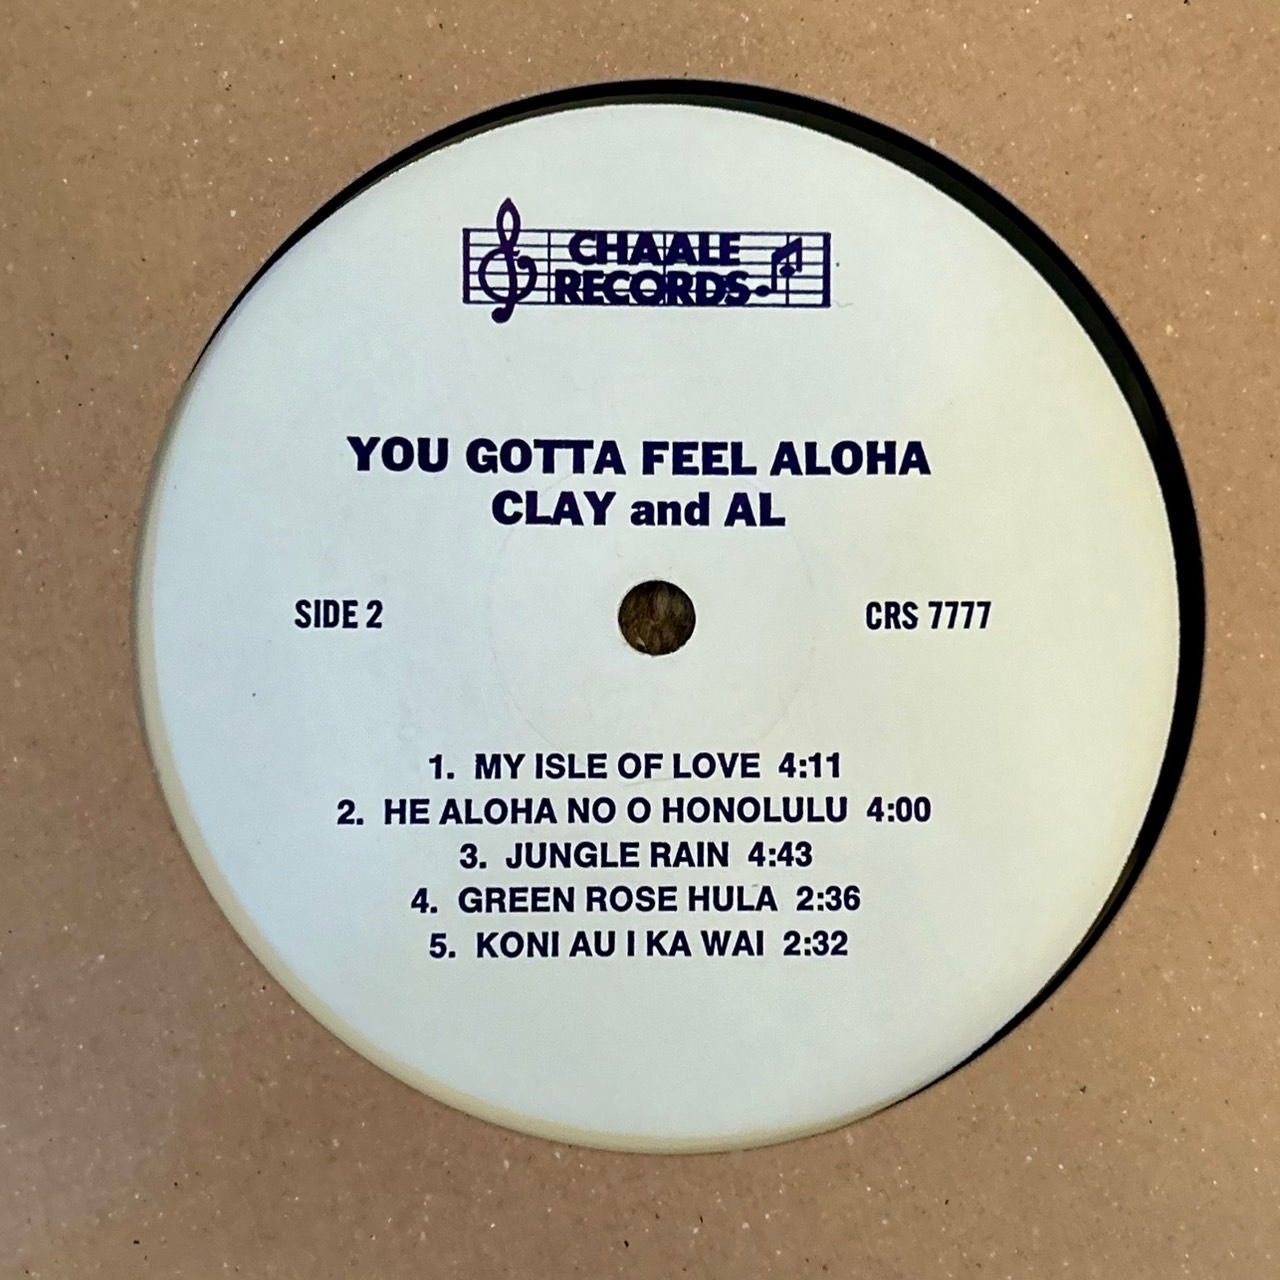 CHAALE
RECORDS
YOU GOTTA FEEL ALOHA
CLAY and AL
SIDE 2
CRS 7777
1. MY ISLE OF LOVE 4:11
2. HE ALOHA NO O HONOLULU 4:00
3. JUNGLE RAIN 4:43
4. GREEN ROSE HULA 2:36
5. KONI AU I KA WAI 2:32